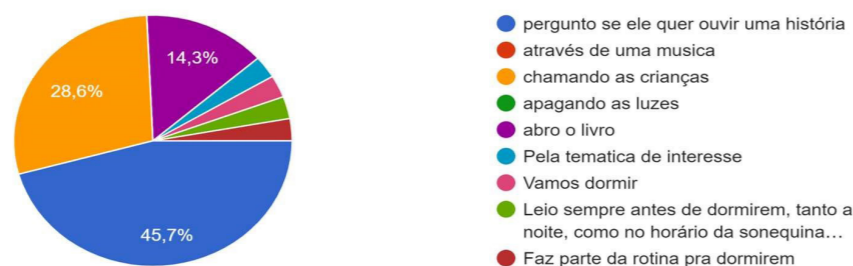 14,3%
28,6%
45,7%
pergunto se ele quer ouvir uma história
através de uma musica
chamando as crianças
apagando as luzes
abro o livro
Pela tematica de interesse
Vamos dormir
Leio sempre antes de dormirem, tanto a
noite, como no horário da sonequina…
Faz parte da rotina pra dormirem